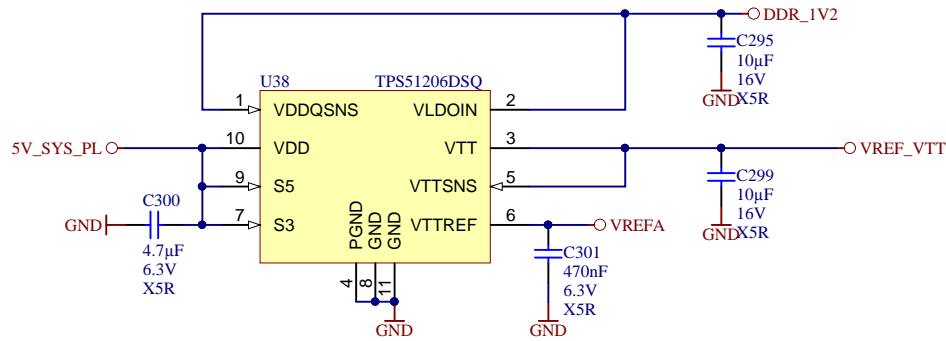 DDR_1V2
C295
10µF
16V
X5R
GND
U38
TPS51206DSQ
1
VDDQSNS
VLDOIN
2
5V_SYS_PL
10
VDD
VTT
3
VREF_VTT
9
S5
VTTSNS
5
C299
10µF
16V
X5R
GND
C300
GND
4.7µF
6.3V
X5R
7
S3
VTTREF
6
VREFA
PGND
GND
GND
4
8
11
GND
C301
470nF
6.3V
X5R
GND